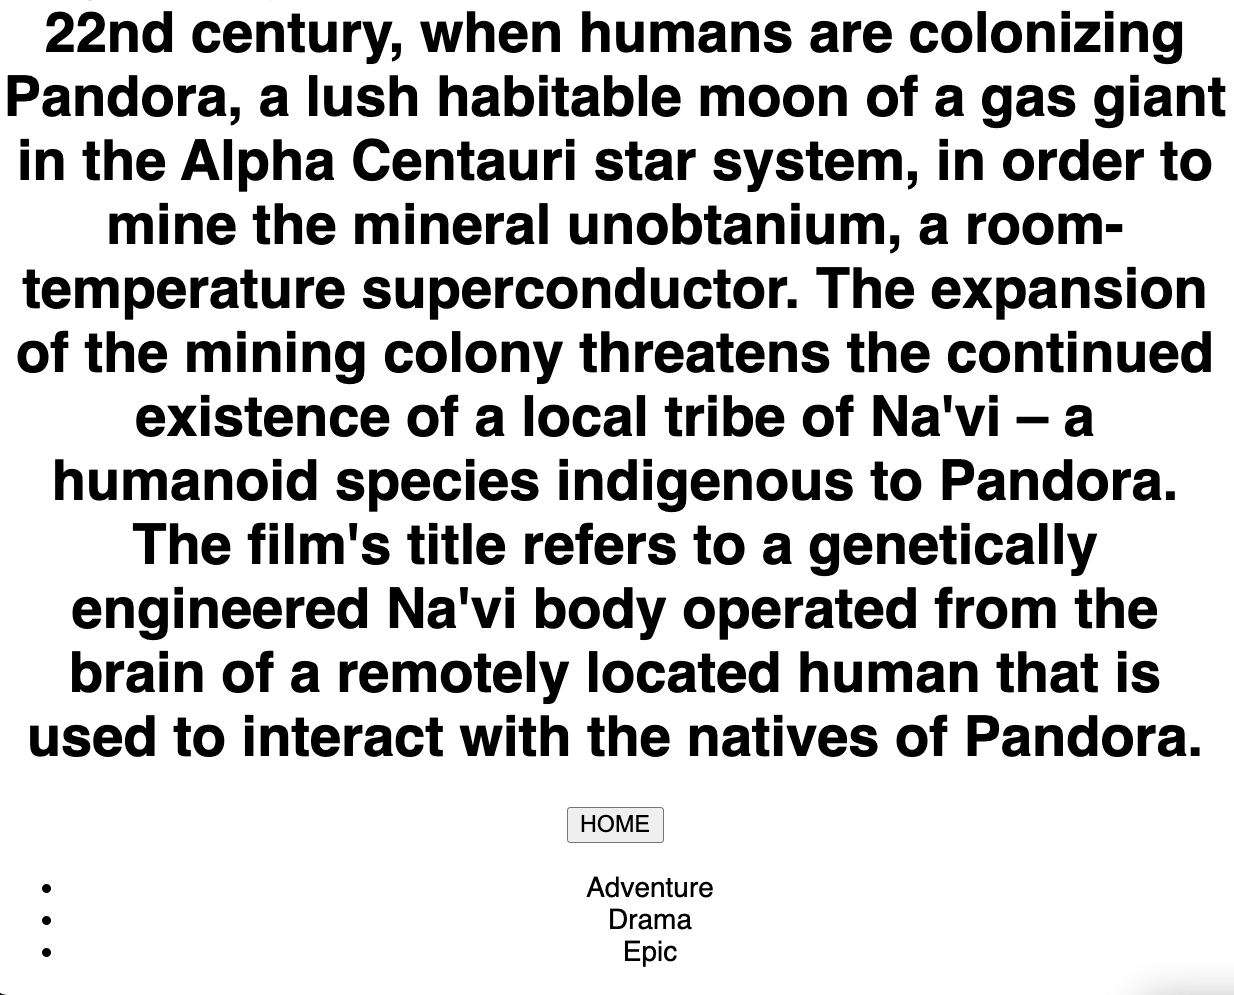 22nd century, when humans are colonizing
Pandora, a lush habitable moon of a gas giant
in the Alpha Centauri star system, in order to
mine the mineral unobtanium, a room-
temperature superconductor. The expansion
of the mining colony threatens the continued
existence of a local tribe of Na'vi – a
humanoid species indigenous to Pandora.
The film's title refers to a genetically
engineered Na'vi body operated from the
brain of a remotely located human that is
used to interact with the natives of Pandora.
HOME
• Adventure
• Drama
• Epic